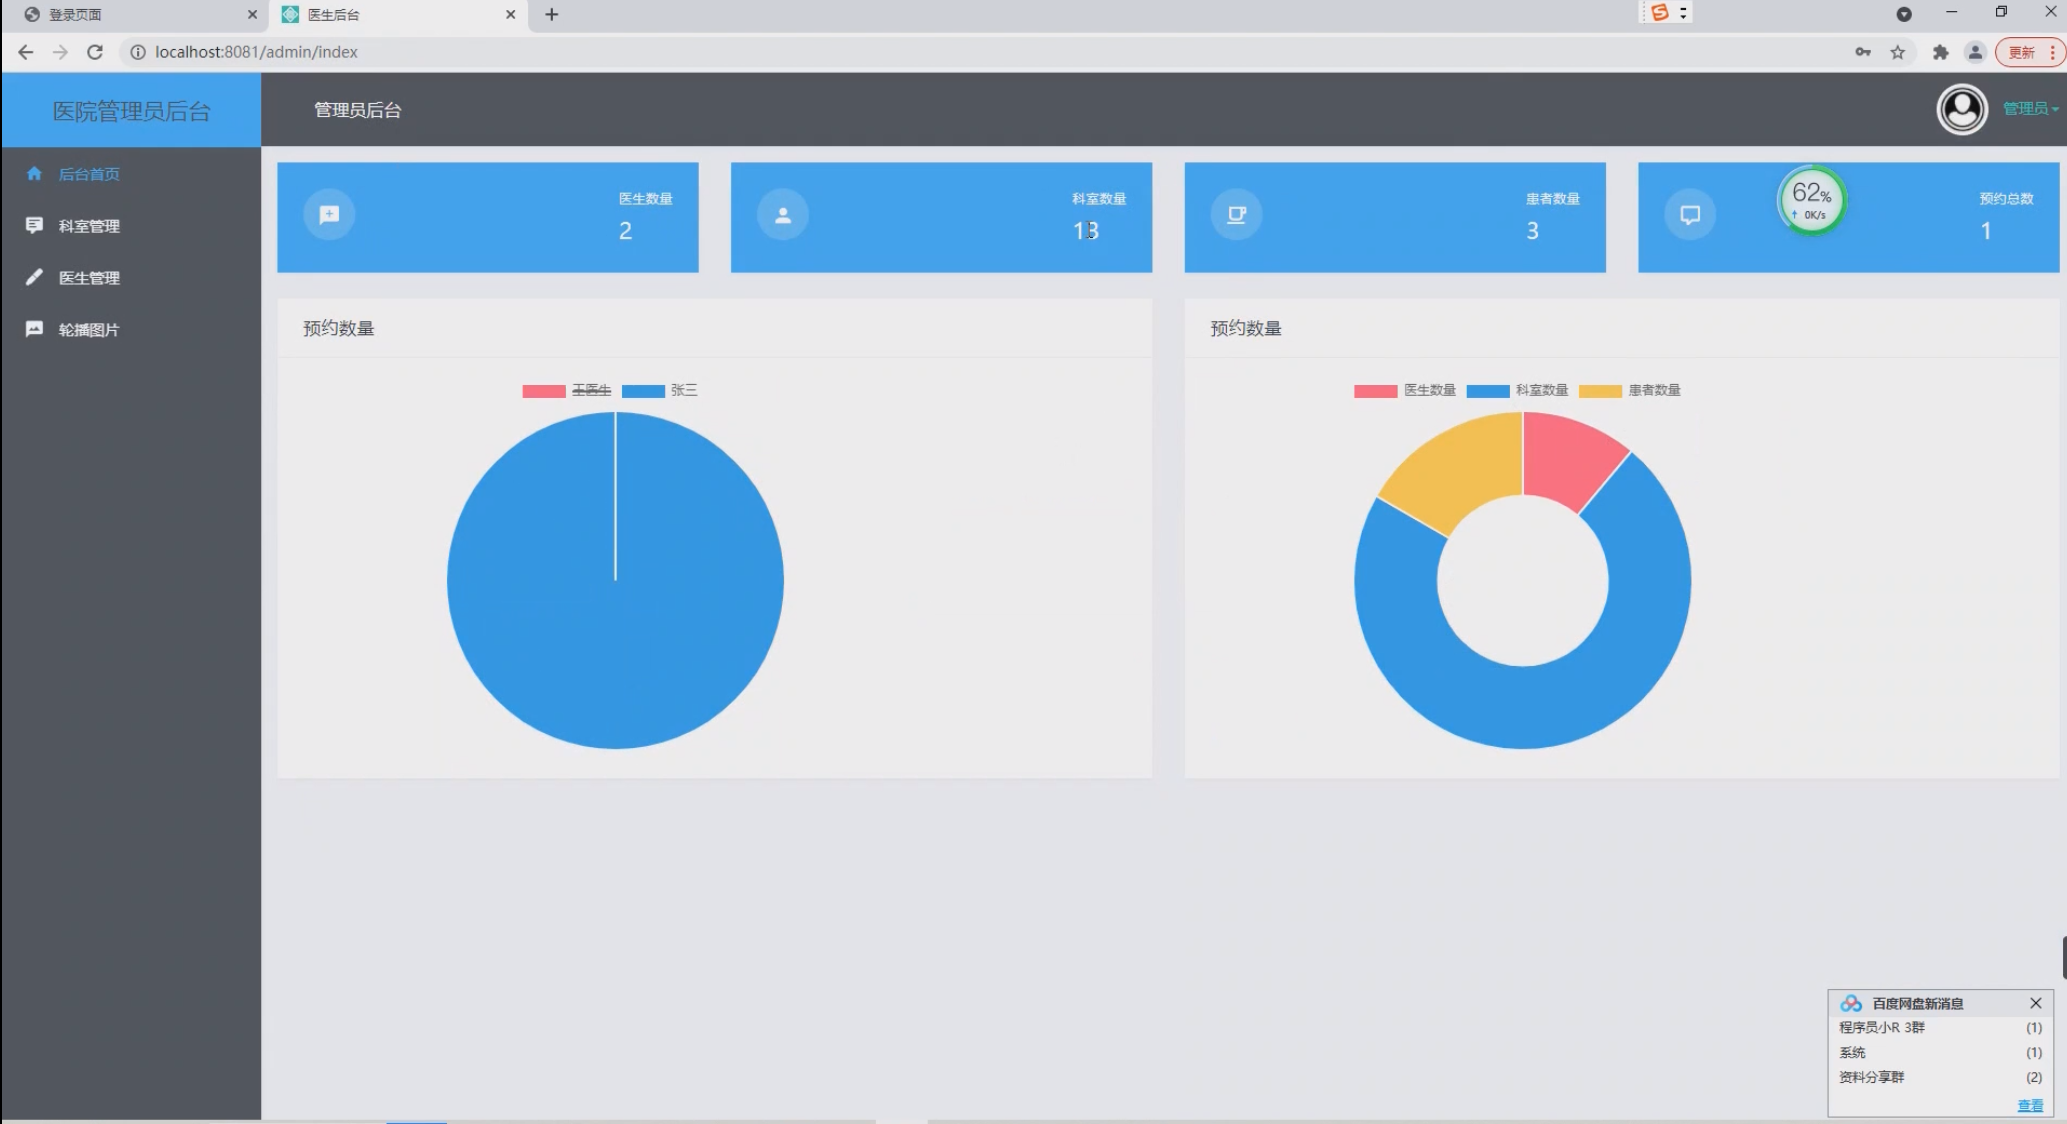 登录页面
医生后台
localhost:8081/admin/index
更新
医院管理员后台
管理员后台
管理员
后台首页
科室管理
医生管理
轮播图片
医生数量
2
科室数量
13
患者数量
3
62%
0K/s
预约总数
1
预约数量
王医生 张三
预约数量
医生数量 科室数量 患者数量
百度网盘新消息
程序员小R 3群 (1)
系统 (1)
资料分享群 (2)
查看